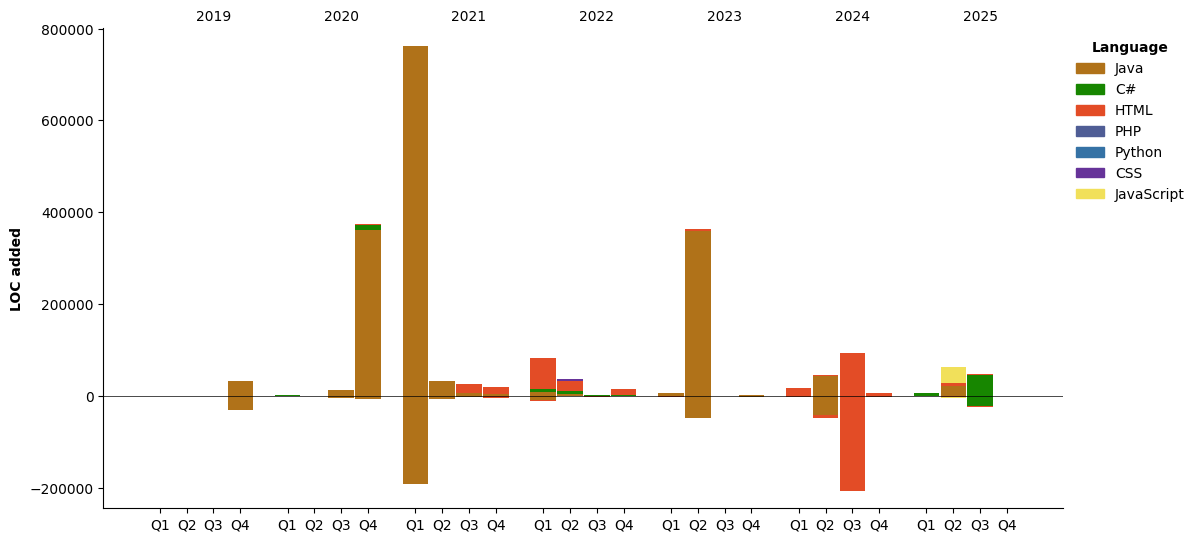 2019 2020 2021 2022 2023 2024 2025
800000
600000
400000
200000
0
−200000
LOC added
Language
Java
C#
HTML
PHP
Python
CSS
JavaScript
Q1 Q2 Q3 Q4 Q1 Q2 Q3 Q4 Q1 Q2 Q3 Q4 Q1 Q2 Q3 Q4 Q1 Q2 Q3 Q4 Q1 Q2 Q3 Q4 Q1 Q2 Q3 Q4